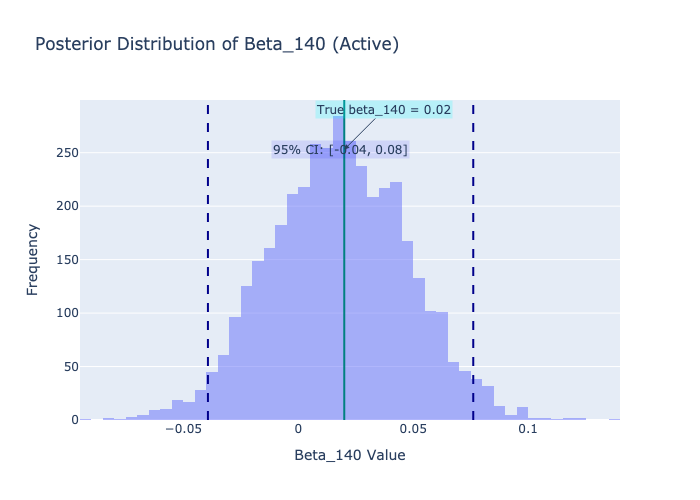 Posterior Distribution of Beta_140 (Active)
True beta_140 = 0.02
95% CI: [-0.04, 0.08]
250
200
150
100
50
0
Frequency
−0.05
0
0.05
0.1
Beta_140 Value